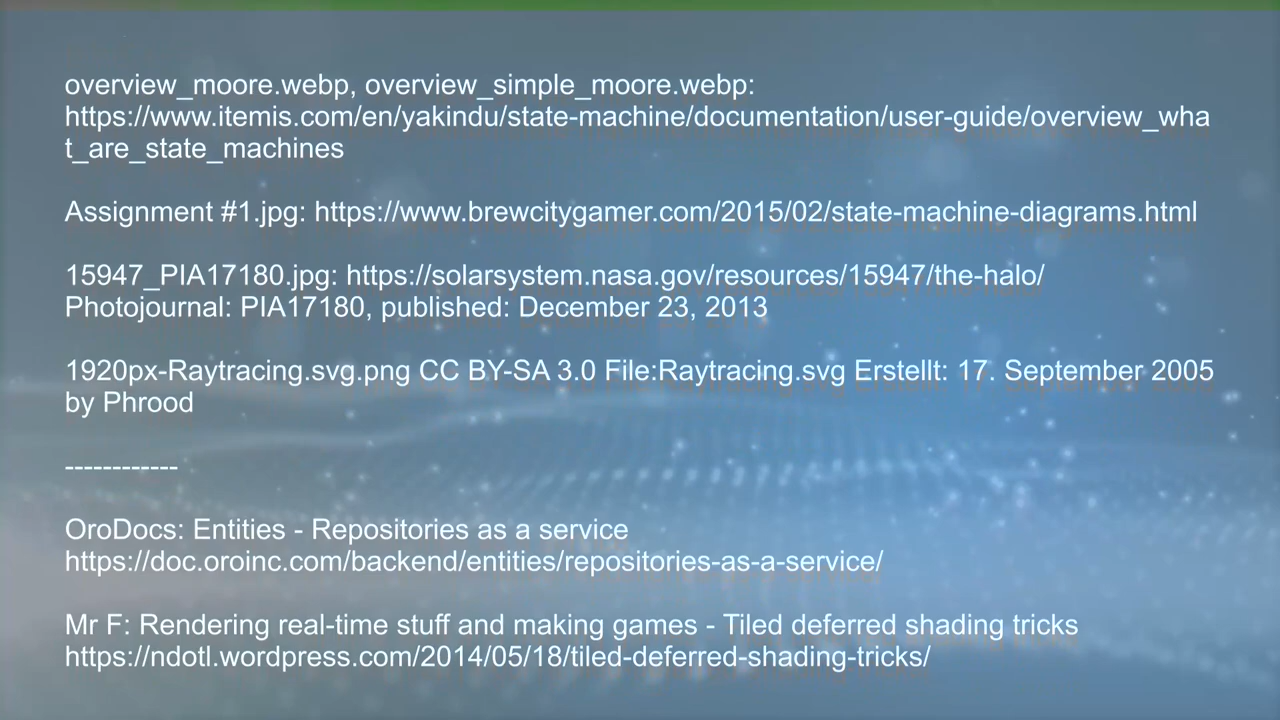 overview_moore.webp, overview_simple_moore.webp:
https://www.itemis.com/en/yakindu/state-machine/documentation/user-guide/overview_wha
t_are_state_machines
Assignment #1.jpg: https://www.brewcitygamer.com/2015/02/state-machine-diagrams.html
15947_PIA17180.jpg: https://solarsystem.nasa.gov/resources/15947/the-halo/
Photojournal: PIA17180, published: December 23, 2013
1920px-Raytracing.svg.png CC BY-SA 3.0 File:Raytracing.svg Erstellt: 17. September 2005
by Phrood
------------
OroDocs: Entities - Repositories as a service
https://doc.oroinc.com/backend/entities/repositories-as-a-service/
Mr F: Rendering real-time stuff and making games - Tiled deferred shading tricks
https://ndotl.wordpress.com/2014/05/18/tiled-deferred-shading-tricks/